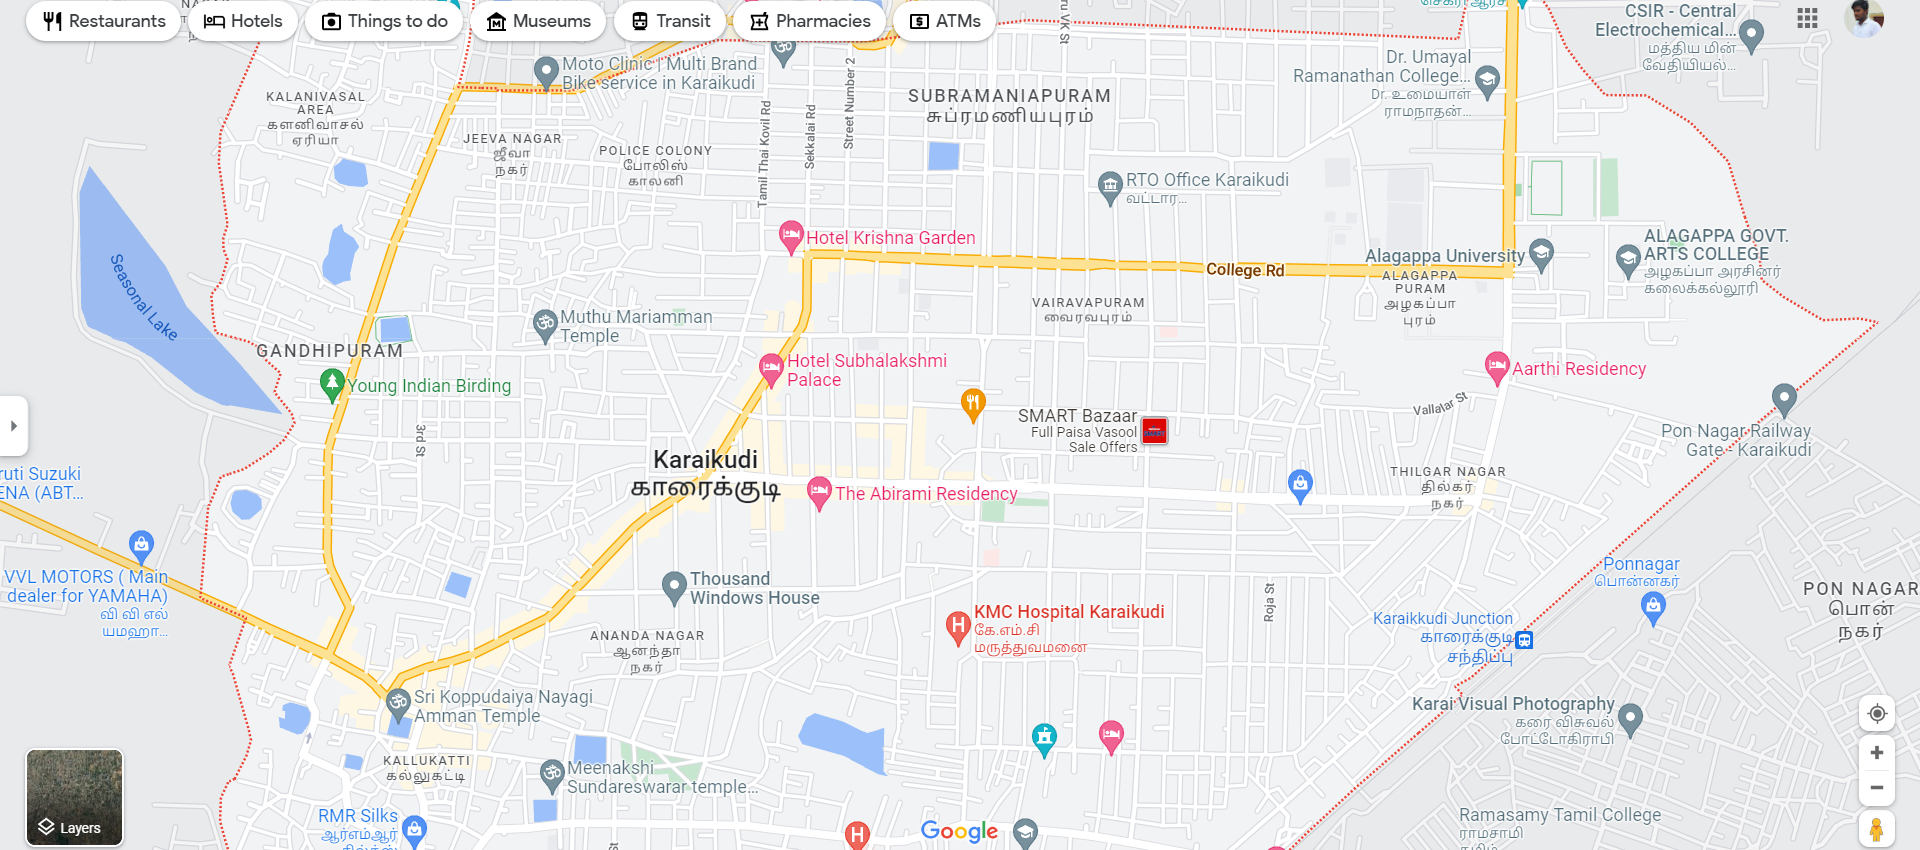 Restaurants
Hotels
Things to do
Museums
Transit
Pharmacies
ATMs
CSIR - Central
Electrochemical...
மத்திய மின்
வேதியியல்...
Moto Clinic | Multi Brand
Bike service in Karaikudi
Dr. Umayal
Ramanathan College...
Dr. உமையாள்
ராமநாதன்...
KALANIVASAL
AREA
களனிவாசல்
ஏரியா
SUBRAMANIAPURAM
சுப்ரமணியபுரம்
Street Number 2
Tamil Thai Kovil Rd
Sekkalai Rd
JEEVA NAGAR
ஜீவா
நகர்
POLICE COLONY
போலிஸ்
காலனி
RTO Office Karaikudi
வட்டார...
Hotel Krishna Garden
College Rd
Alagappa University
ALAGAPPA
PURAM
அழகப்பா
புரம்
ALAGAPPA GOVT.
ARTS COLLEGE
அழகப்பா அரசினர்
கலைக்கல்லூரி
Seasonal Lake
VAIRAVAPURAM
வைரவபுரம்
Muthu Mariamman
Temple
GANDHIPURAM
Young Indian Birding
Hotel Subhalakshmi
Palace
Aarthi Residency
Vallalar St
SMART Bazaar
Full Paisa Vasool
Sale Offers
3rd St
Pon Nagar Railway
Gate - Karaikudi
Karaikudi
காரைக்குடி
THILGAR NAGAR
தில்கர்
நகர்
ruti Suzuki
ENA (ABT...
The Abirami Residency
VVL MOTORS ( Main
dealer for YAMAHA)
வி வி எல்
யமஹா...
Thousand
Windows House
Ponnagar
பொன்னகர்
PON NAGAR
பொன்
நகர்
Roja St
KMC Hospital Karaikudi
கே.எம்.சி
மருத்துவமனை
Karaikkudi Junction
காரைக்குடி
சந்திப்பு
ANANDA NAGAR
ஆனந்தா
நகர்
Sri Koppudaiya Nayagi
Amman Temple
Karai Visual Photography
கரை விசுவல்
போட்டோகிராபி
KALLUKATTI
கல்லுகட்டி
Meenakshi
Sundareswarar temple...
RMR Silks
ஆர்எம்ஆர்
Layers
Google
Ramasamy Tamil College
ராமசாமி